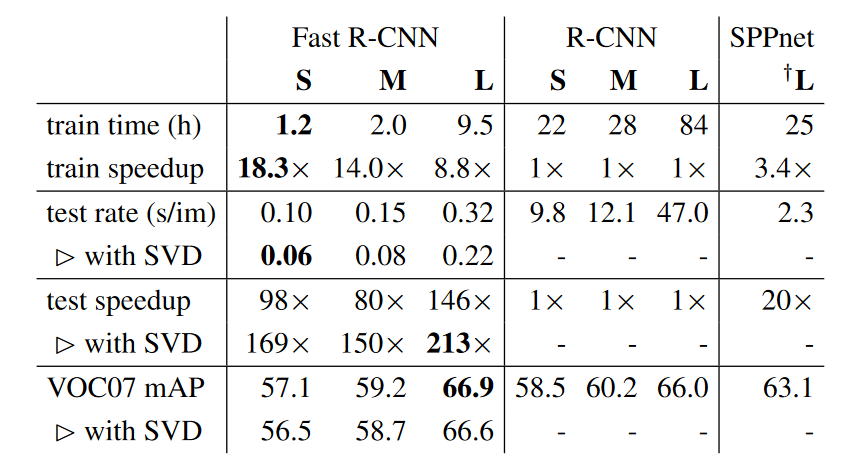 Fast R-CNN R-CNN SPPnet
S M L S M L †L
train time (h) 1.2 2.0 9.5 22 28 84 25
train speedup 18.3× 14.0× 8.8× 1× 1× 1× 3.4×
test rate (s/im) 0.10 0.15 0.32 9.8 12.1 47.0 2.3
▷ with SVD 0.06 0.08 0.22 - - - -
test speedup 98× 80× 146× 1× 1× 1× 20×
▷ with SVD 169× 150× 213× - - - -
VOC07 mAP 57.1 59.2 66.9 58.5 60.2 66.0 63.1
▷ with SVD 56.5 58.7 66.6 - - - -